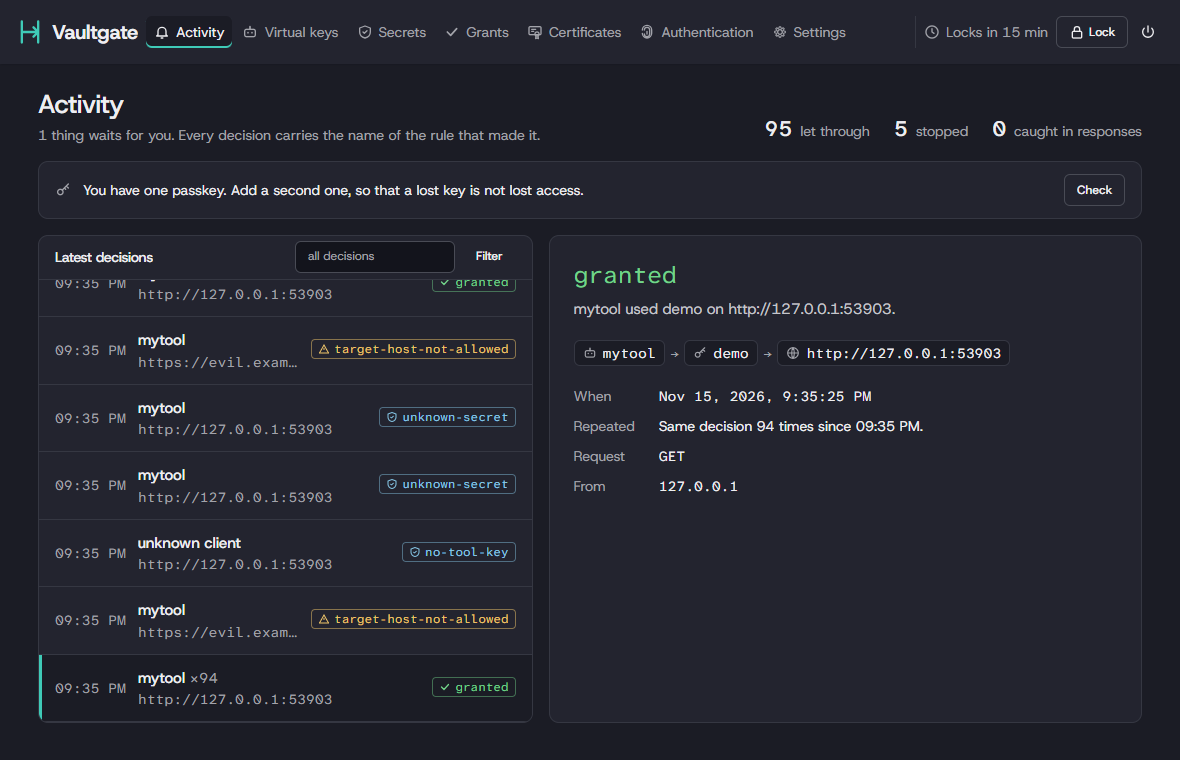 Vaultgate
Activity
Virtual keys
Secrets
Grants
Certificates
Authentication
Settings
Locks in 15 min
Lock
Activity
1 thing waits for you. Every decision carries the name of the rule that made it.
95 let through
5 stopped
0 caught in responses
You have one passkey. Add a second one, so that a lost key is not lost access.
Check
Latest decisions
all decisions
Filter
09:35 PM
http://127.0.0.1:53903
granted
09:35 PM
mytool
https://evil.exam…
target-host-not-allowed
09:35 PM
mytool
http://127.0.0.1:53903
unknown-secret
09:35 PM
mytool
http://127.0.0.1:53903
unknown-secret
09:35 PM
unknown client
http://127.0.0.1:53903
no-tool-key
09:35 PM
mytool
https://evil.exam…
target-host-not-allowed
09:35 PM
mytool ×94
http://127.0.0.1:53903
granted
granted
mytool used demo on http://127.0.0.1:53903.
mytool → demo → http://127.0.0.1:53903
When Nov 15, 2026, 9:35:25 PM
Repeated Same decision 94 times since 09:35 PM.
Request GET
From 127.0.0.1